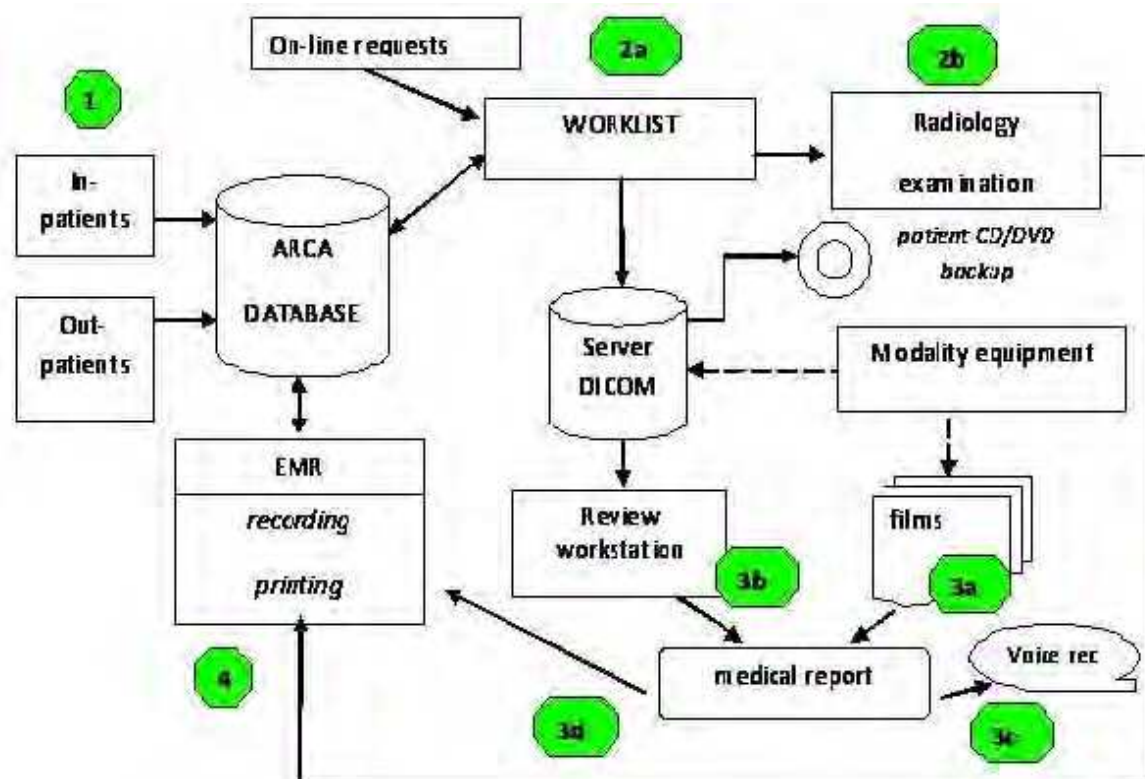 On-line requests
2a
2b
1
WORKLIST
Radiology
examination
In-
patients
ARCA
DATABASE
patient CD/DVD
backup
Out-
patients
Server
DICOM
Modality equipment
EMR
recording
printing
Review
workstation
films
3b
3a
medical report
Voice rec
4
3d
3c